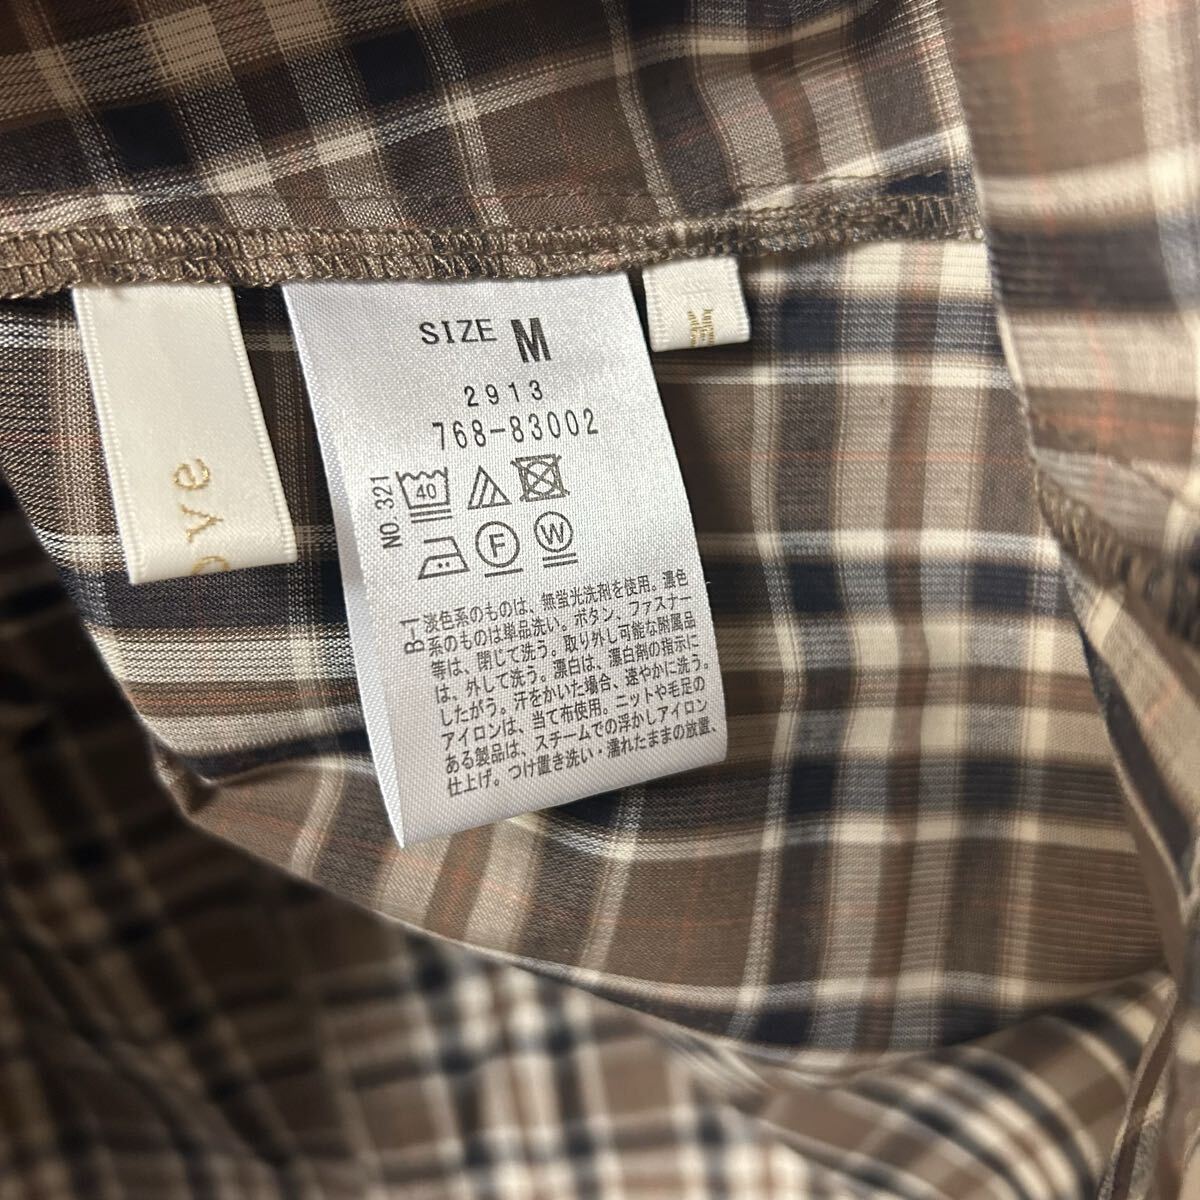 SIZE M
2913
768-83002
NO. 321
40
F
W
B-1
淡色系のものは、無蛍光洗剤を使用。濃色
系のものは単品洗い。ボタン、ファスナー
等は、閉じて洗う。取り外し可能な附属品
は、外して洗う。漂白は、漂白剤の指示に
したがう。汗をかいた場合、速やかに洗う。
アイロンは、当て布使用。ニットや毛足の
ある製品は、スチームでの浮かしアイロン
仕上げ。つけ置き洗い・濡れたままの放置、
ove